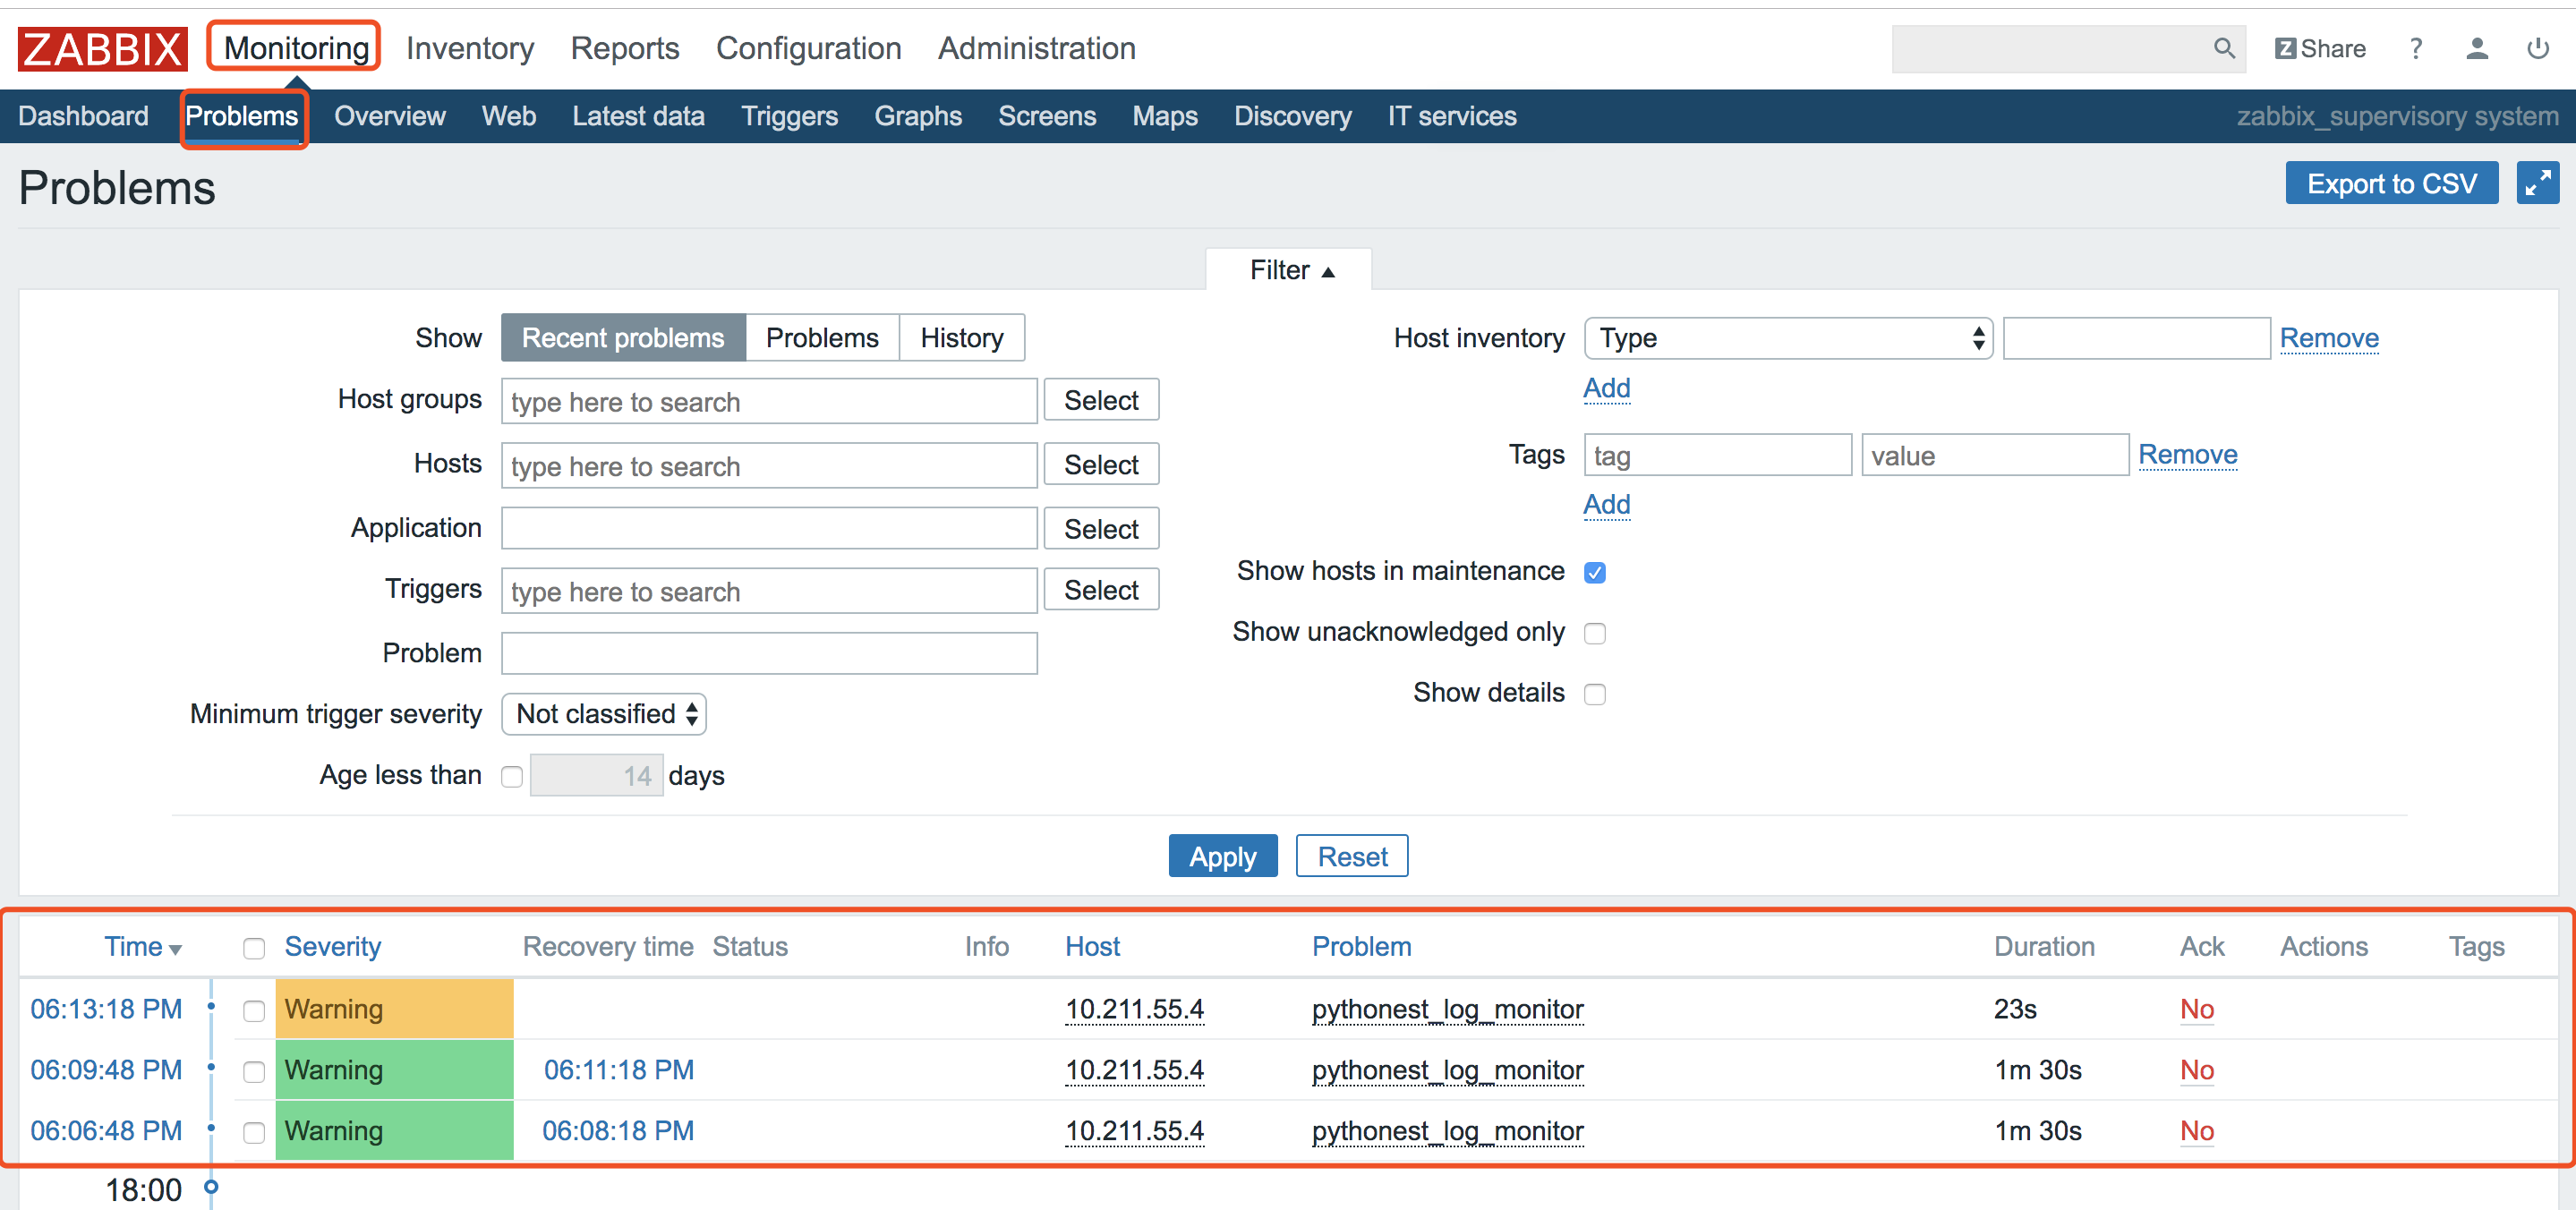 ZABBIX Monitoring Inventory Reports Configuration Administration Z Share ?
Dashboard Problems Overview Web Latest data Triggers Graphs Screens Maps Discovery IT services zabbix_supervisory system
Problems Export to CSV
Filter ▲
Show Recent problems Problems History Host inventory Type Remove
Host groups type here to search Select Add
Hosts type here to search Select Tags tag value Remove
Add
Application Select
Show hosts in maintenance
Triggers type here to search Select
Show unacknowledged only
Problem
Show details
Minimum trigger severity Not classified
Age less than 14 days
Apply Reset
Time ▼ Severity Recovery time Status Info Host Problem Duration Ack Actions Tags
06:13:18 PM Warning 10.211.55.4 pythonest_log_monitor 23s No
06:09:48 PM Warning 06:11:18 PM 10.211.55.4 pythonest_log_monitor 1m 30s No
06:06:48 PM Warning 06:08:18 PM 10.211.55.4 pythonest_log_monitor 1m 30s No
18:00